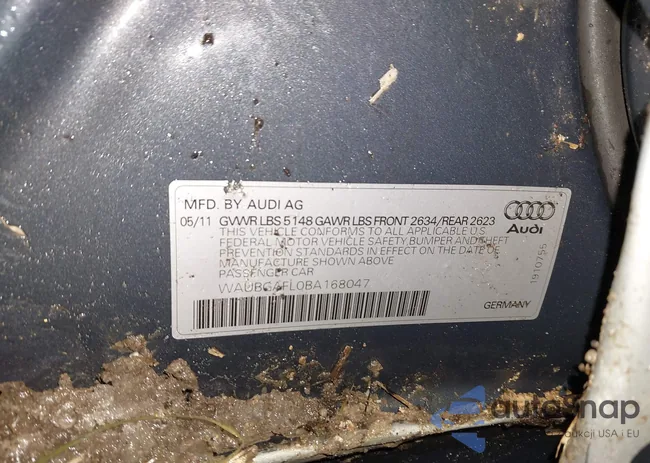 MFD. BY AUDI AG
05/11 GVWR LBS 5148 GAWR LBS FRONT 2634/REAR 2623
THIS VEHICLE CONFORMS TO ALL APPLICABLE U.S.
FEDERAL MOTOR VEHICLE SAFETY, BUMPER AND THEFT
PREVENTION STANDARDS IN EFFECT ON THE DATE OF
MANUFACTURE SHOWN ABOVE
PASSENGER CAR
WAUBG4FL0BA168047
Audi
1910755
GERMANY
aukcji USA i EU